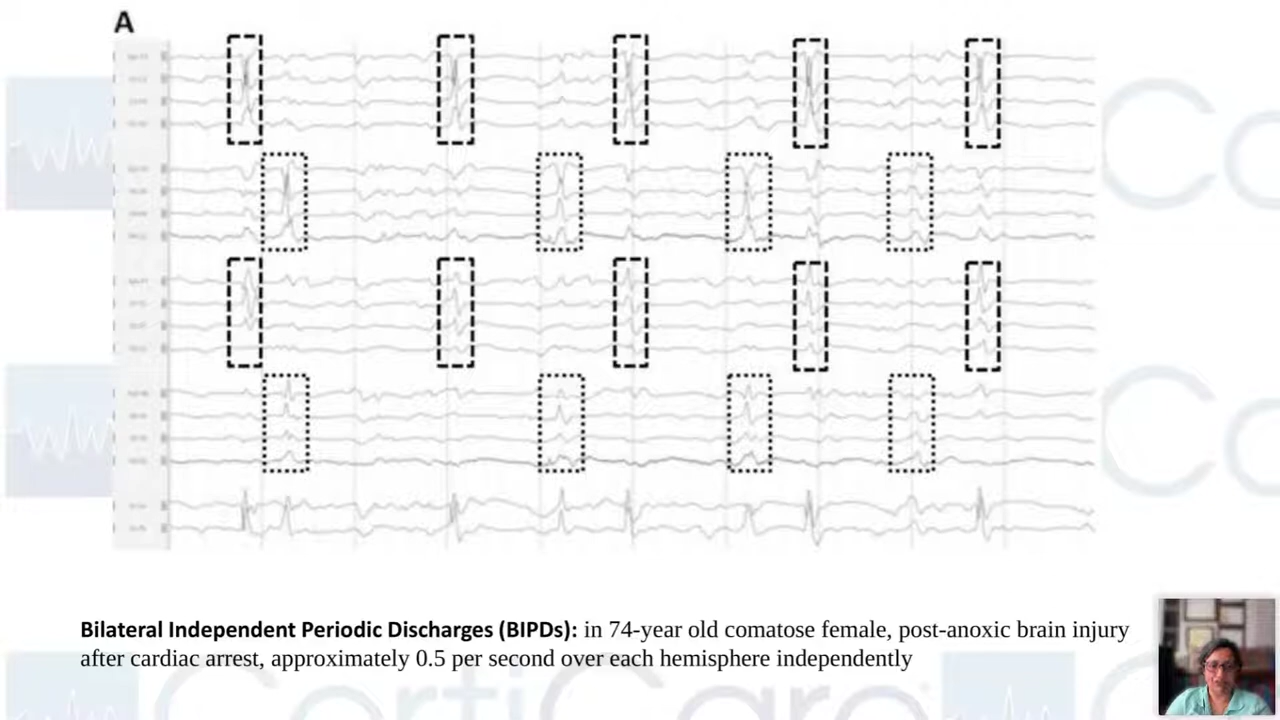 A
Bilateral Independent Periodic Discharges (BIPDs): in 74-year old comatose female, post-anoxic brain injury
after cardiac arrest, approximately 0.5 per second over each hemisphere independently